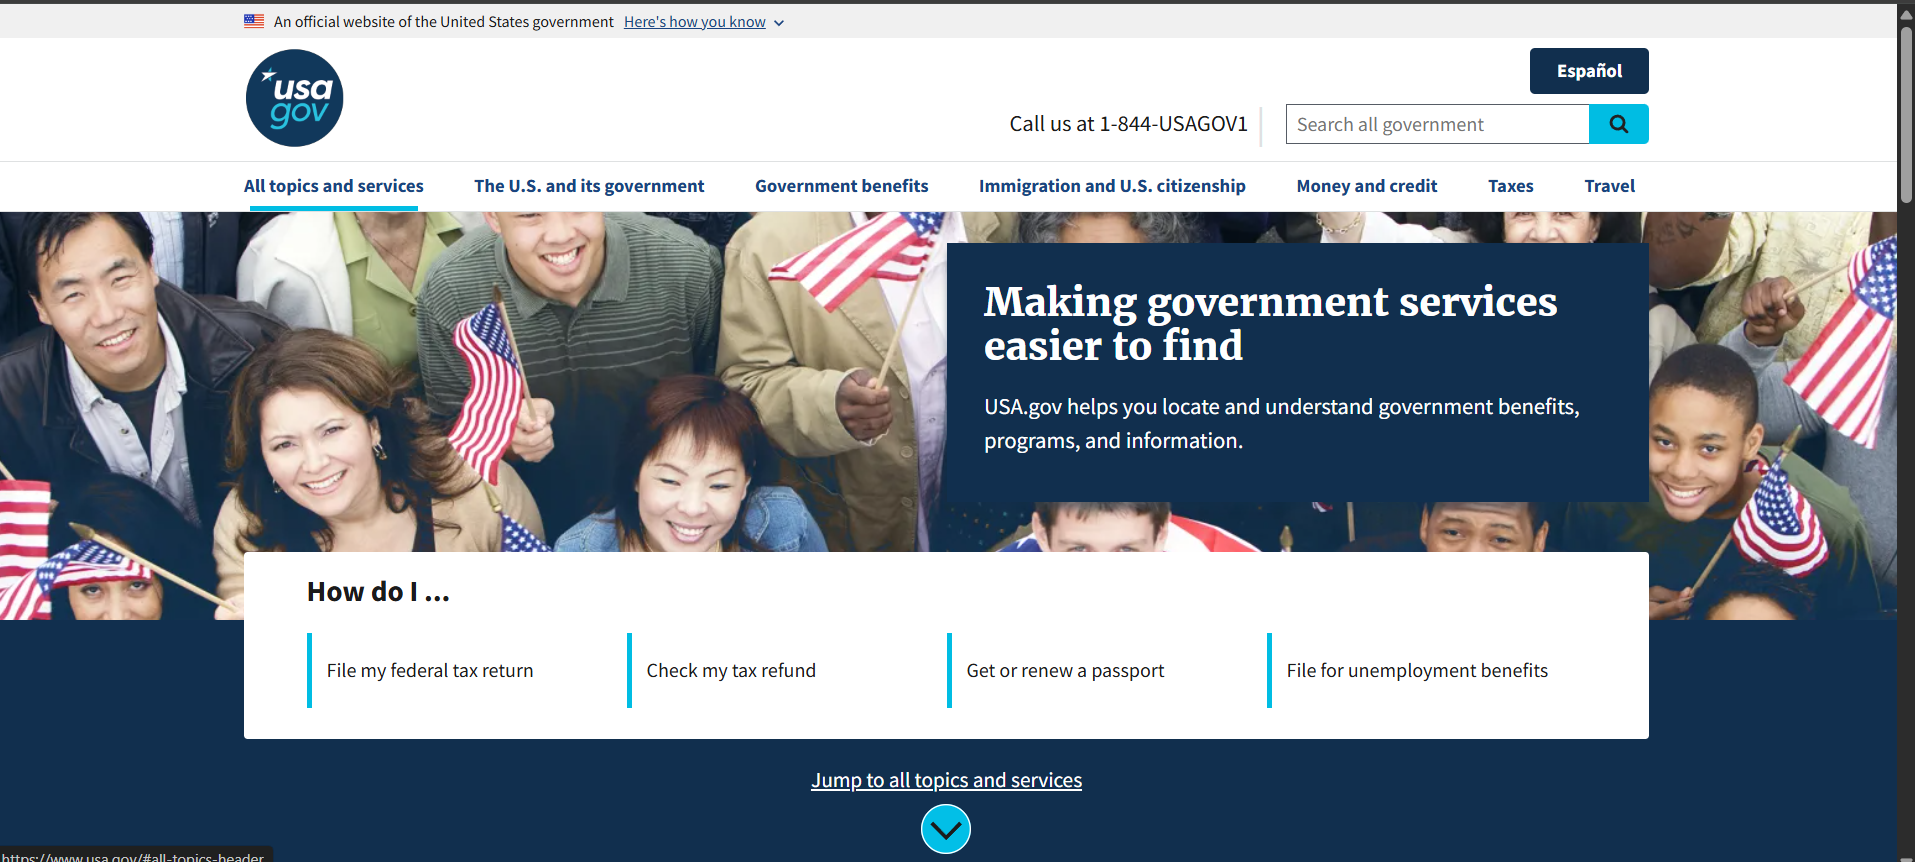 An official website of the United States government Here's how you know
usa
gov
Español
Call us at 1-844-USAGOV1
Search all government
All topics and services The U.S. and its government Government benefits Immigration and U.S. citizenship Money and credit Taxes Travel
Making government services
easier to find
USA.gov helps you locate and understand government benefits,
programs, and information.
How do I ...
File my federal tax return Check my tax refund Get or renew a passport File for unemployment benefits
Jump to all topics and services
https://www.usa.gov/#all-topics-header